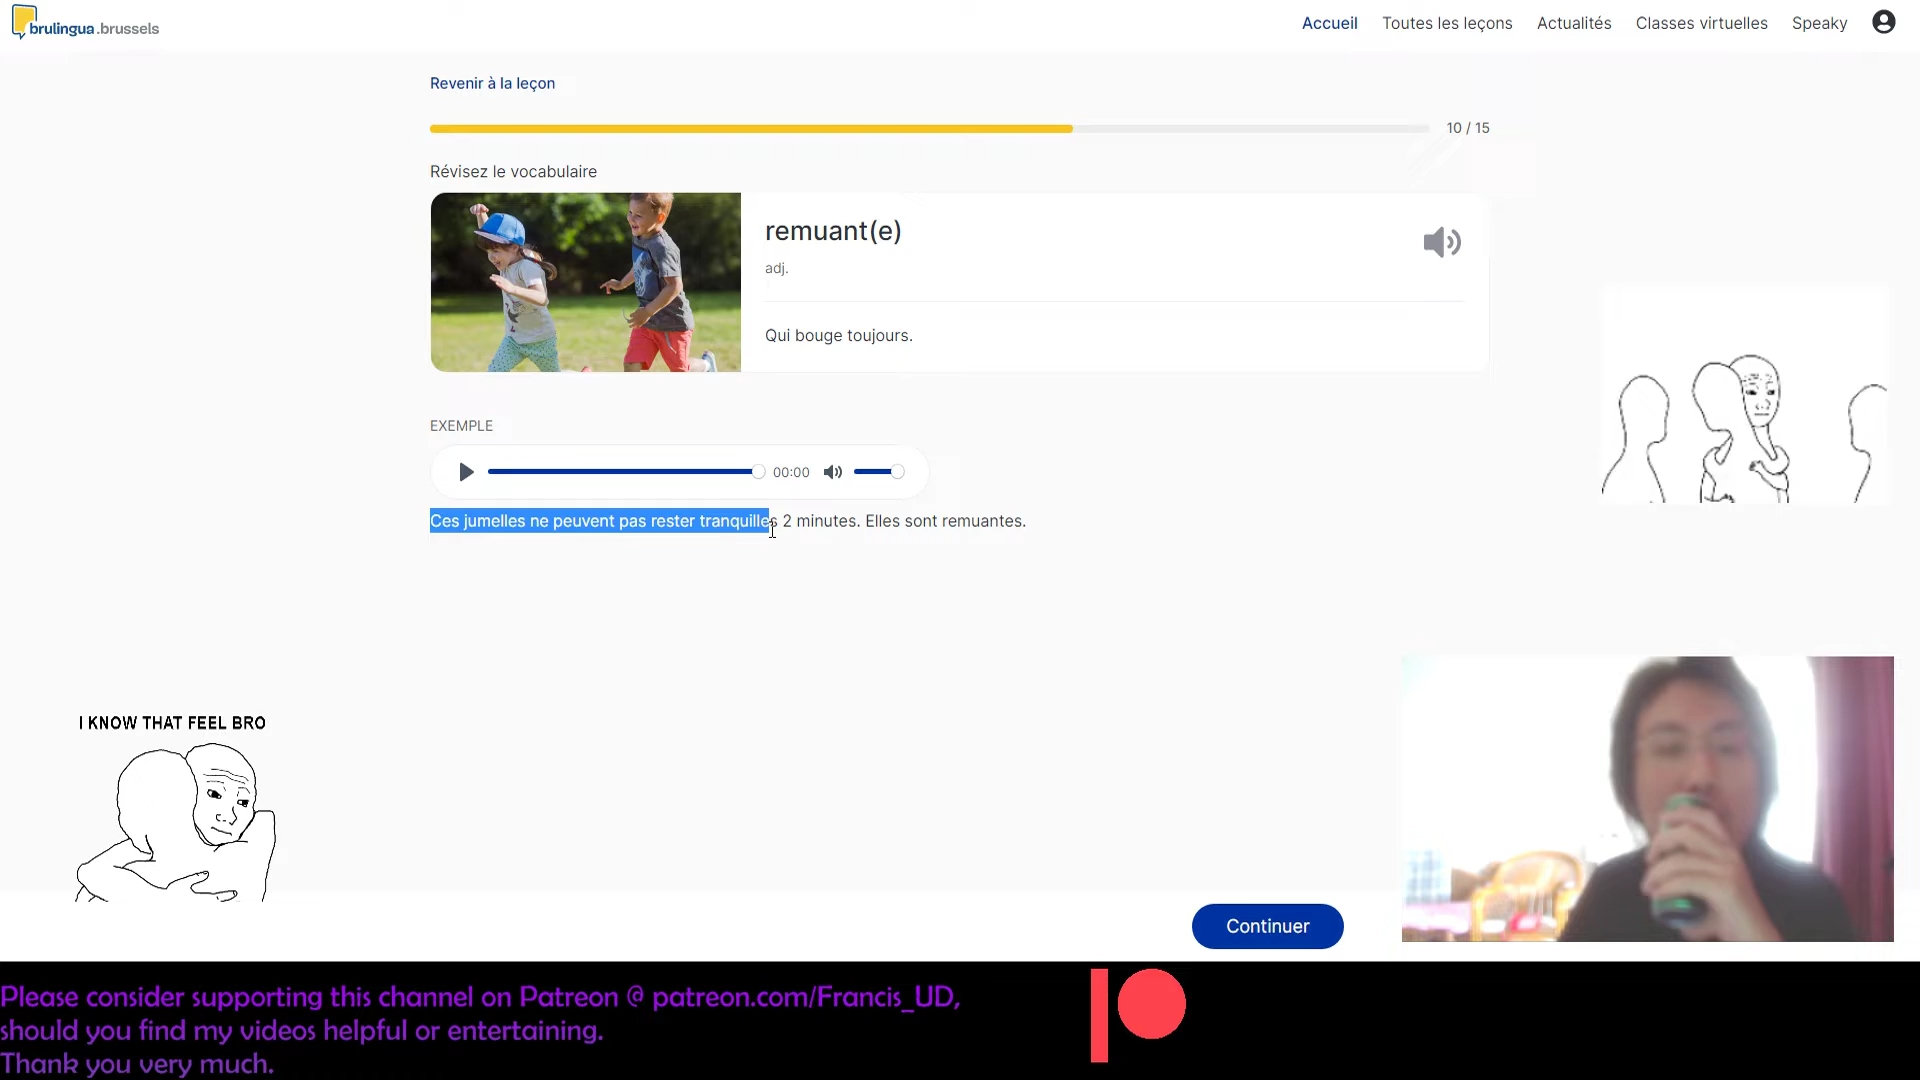 brulingua.brussels
Accueil Toutes les leçons Actualités Classes virtuelles Speaky
Revenir à la leçon
10 / 15
Révisez le vocabulaire
remuant(e)
adj.
Qui bouge toujours.
EXEMPLE
00:00
Ces jumelles ne peuvent pas rester tranquilles 2 minutes. Elles sont remuantes.
I KNOW THAT FEEL BRO
Continuer
Please consider supporting this channel on Patreon @ patreon.com/Francis_UD,
should you find my videos helpful or entertaining.
Thank you very much.